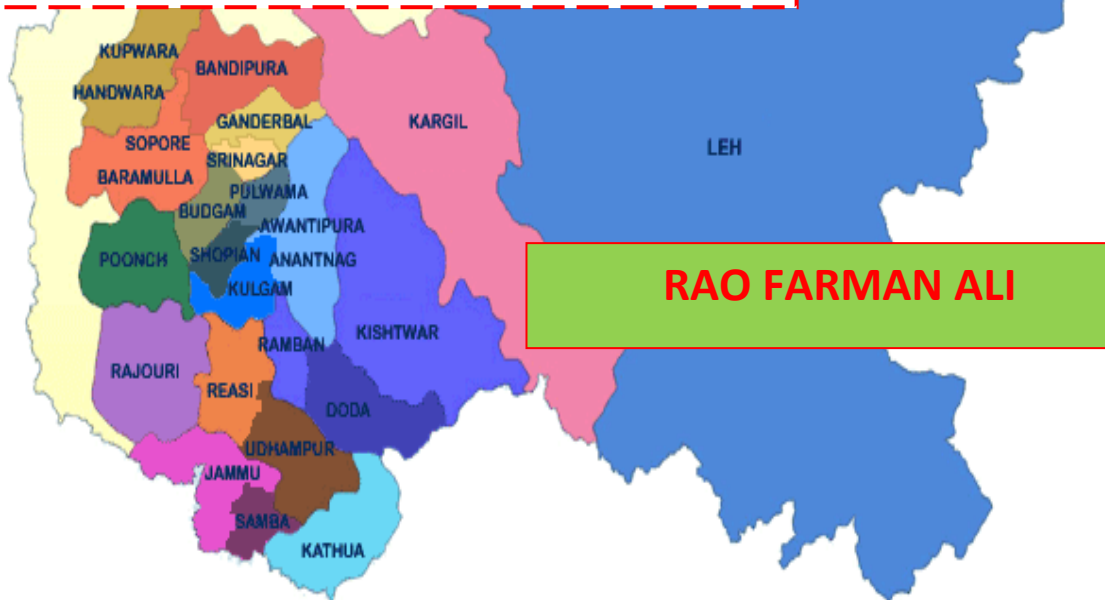 KUPWARA
BANDIPURA
HANDWARA
GANDERBAL
KARGIL
SOPORE
LEH
SRINAGAR
BARAMULLA
PULWAMA
BUDGAM
AWANTIPURA
SHOPIAN
ANANTNAG
POONCH
KULGAM
RAO FARMAN ALI
KISHTWAR
RAMBAN
RAJOURI
REASI
DODA
UDHAMPUR
JAMMU
SAMBA
KATHUA